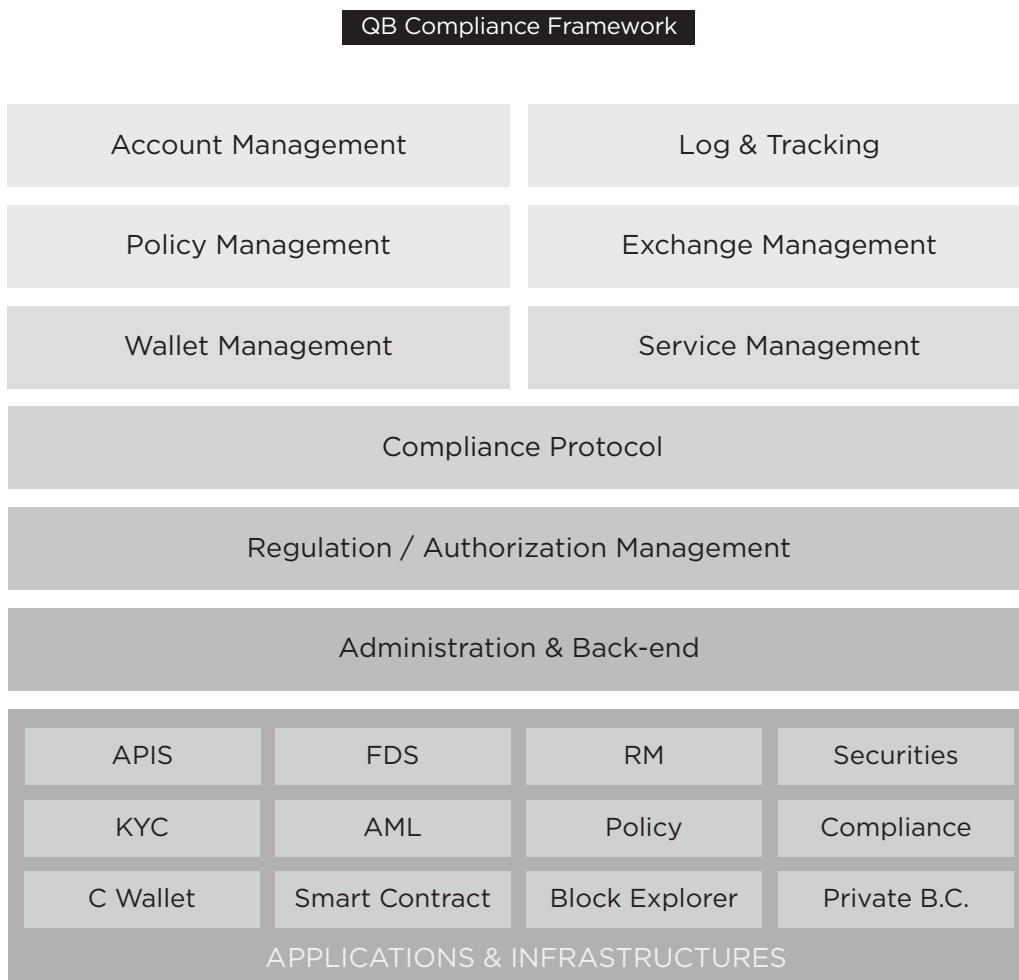 QB Compliance Framework
Account Management
Log & Tracking
Policy Management
Exchange Management
Wallet Management
Service Management
Compliance Protocol
Regulation / Authorization Management
Administration & Back-end
APIS
FDS
RM
Securities
KYC
AML
Policy
Compliance
C Wallet
Smart Contract
Block Explorer
Private B.C.
APPLICATIONS & INFRASTRUCTURES